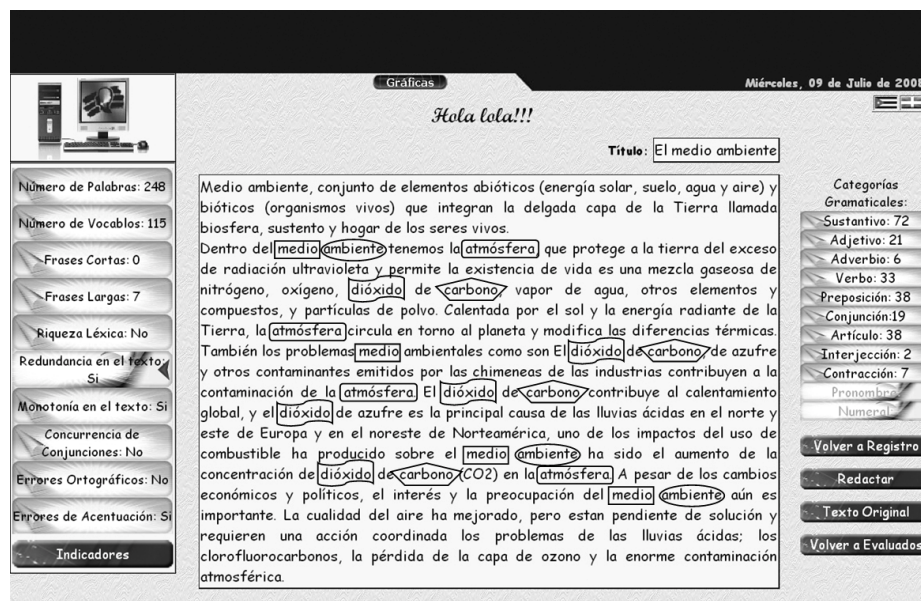 Gráficas
Miércoles, 09 de Julio de 2008
Hola lola!!!
Título: El medio ambiente
Número de Palabras: 248
Número de Vocablos: 115
Frases Cortas: 0
Frases Largas: 7
Riqueza Léxica: No
Redundancia en el texto:
Si
Monotonía en el texto: Si
Concurrencia de
Conjunciones: No
Errores Ortográficos: No
Errores de Acentuación: Si
Indicadores
Medio ambiente, conjunto de elementos abióticos (energía solar, suelo, agua y aire) y
bióticos (organismos vivos) que integran la delgada capa de la Tierra llamada
biosfera, sustento y hogar de los seres vivos.
Dentro del medio ambiente tenemos la atmósfera, que protege a la tierra del exceso
de radiación ultravioleta y permite la existencia de vida es una mezcla gaseosa de
nitrógeno, oxígeno, dióxido de carbono, vapor de agua, otros elementos y
compuestos, y partículas de polvo. Calentada por el sol y la energía radiante de la
Tierra, la atmósfera circula en torno al planeta y modifica las diferencias térmicas.
También los problemas medio ambientales como son El dióxido de carbono, de azufre
y otros contaminantes emitidos por las chimeneas de las industrias contribuyen a la
contaminación de la atmósfera. El dióxido de carbono contribuye al calentamiento
global, y el dióxido de azufre es la principal causa de las lluvias ácidas en el norte y
este de Europa y en el noreste de Norteamérica, uno de los impactos del uso de
combustible ha producido sobre el medio ambiente ha sido el aumento de la
concentración de dióxido de carbono (CO2) en la atmósfera. A pesar de los cambios
económicos y políticos, el interés y la preocupación del medio ambiente aún es
importante. La cualidad del aire ha mejorado, pero estan pendiente de solución y
requieren una acción coordinada los problemas de las lluvias ácidas; los
clorofluorocarbonos, la pérdida de la capa de ozono y la enorme contaminación
atmosférica.
Categorías
Gramaticales:
Sustantivo: 72
Adjetivo: 21
Adverbio: 6
Verbo: 33
Preposición: 38
Conjunción:19
Artículo: 38
Interjección: 2
Contracción: 7
Pronombre
Numeral
Volver a Registro
Redactar
Texto Original
Volver a Evaluados